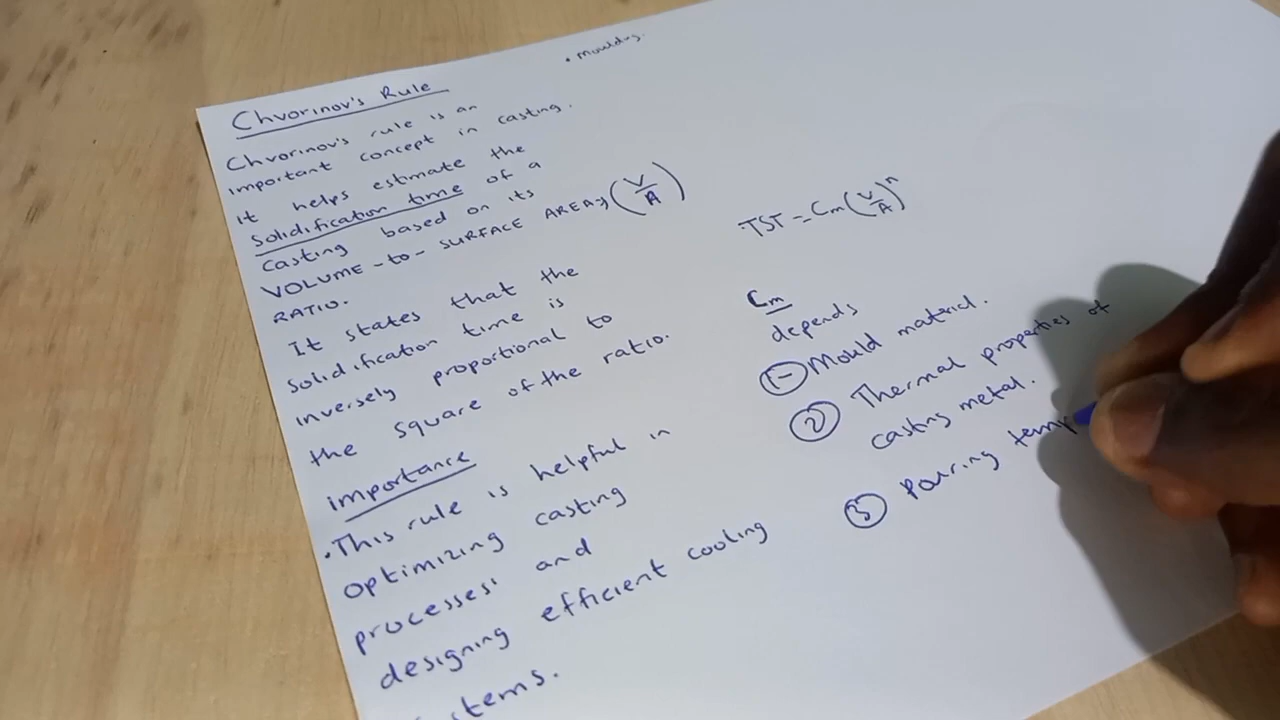 • Moulding.
Chvorinov's Rule
Chvorinov's rule is an
important concept in casting.
It helps estimate the
Solidification time of a
Casting based on its
VOLUME-to-SURFACE AREA (V/A)
RATIO.
It states that the
Solidification time is
inversely proportional to
the square of the ratio.
importance
• This rule is helpful in
optimizing casting
processes and
designing efficient cooling
stems.
TST = Cm (V/A)^n
Cm
depends
1- Mould material.
2 Thermal properties of
casting metal.
3 Pouring temp